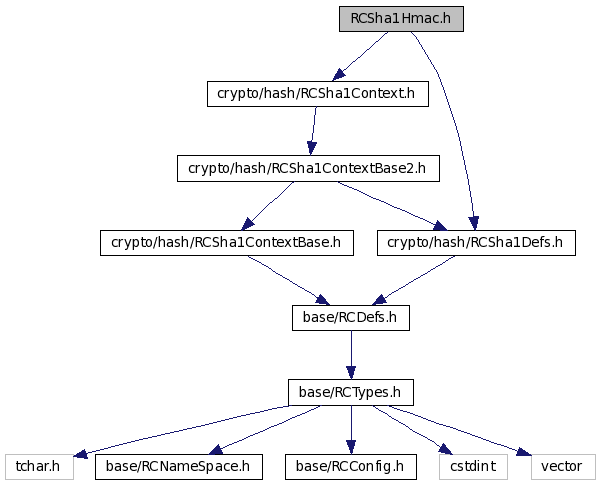 RCSha1Hmac.h
crypto/hash/RCSha1Context.h
crypto/hash/RCSha1ContextBase2.h
crypto/hash/RCSha1ContextBase.h
crypto/hash/RCSha1Defs.h
base/RCDefs.h
base/RCTypes.h
tchar.h
base/RCNameSpace.h
base/RCConfig.h
cstdint
vector